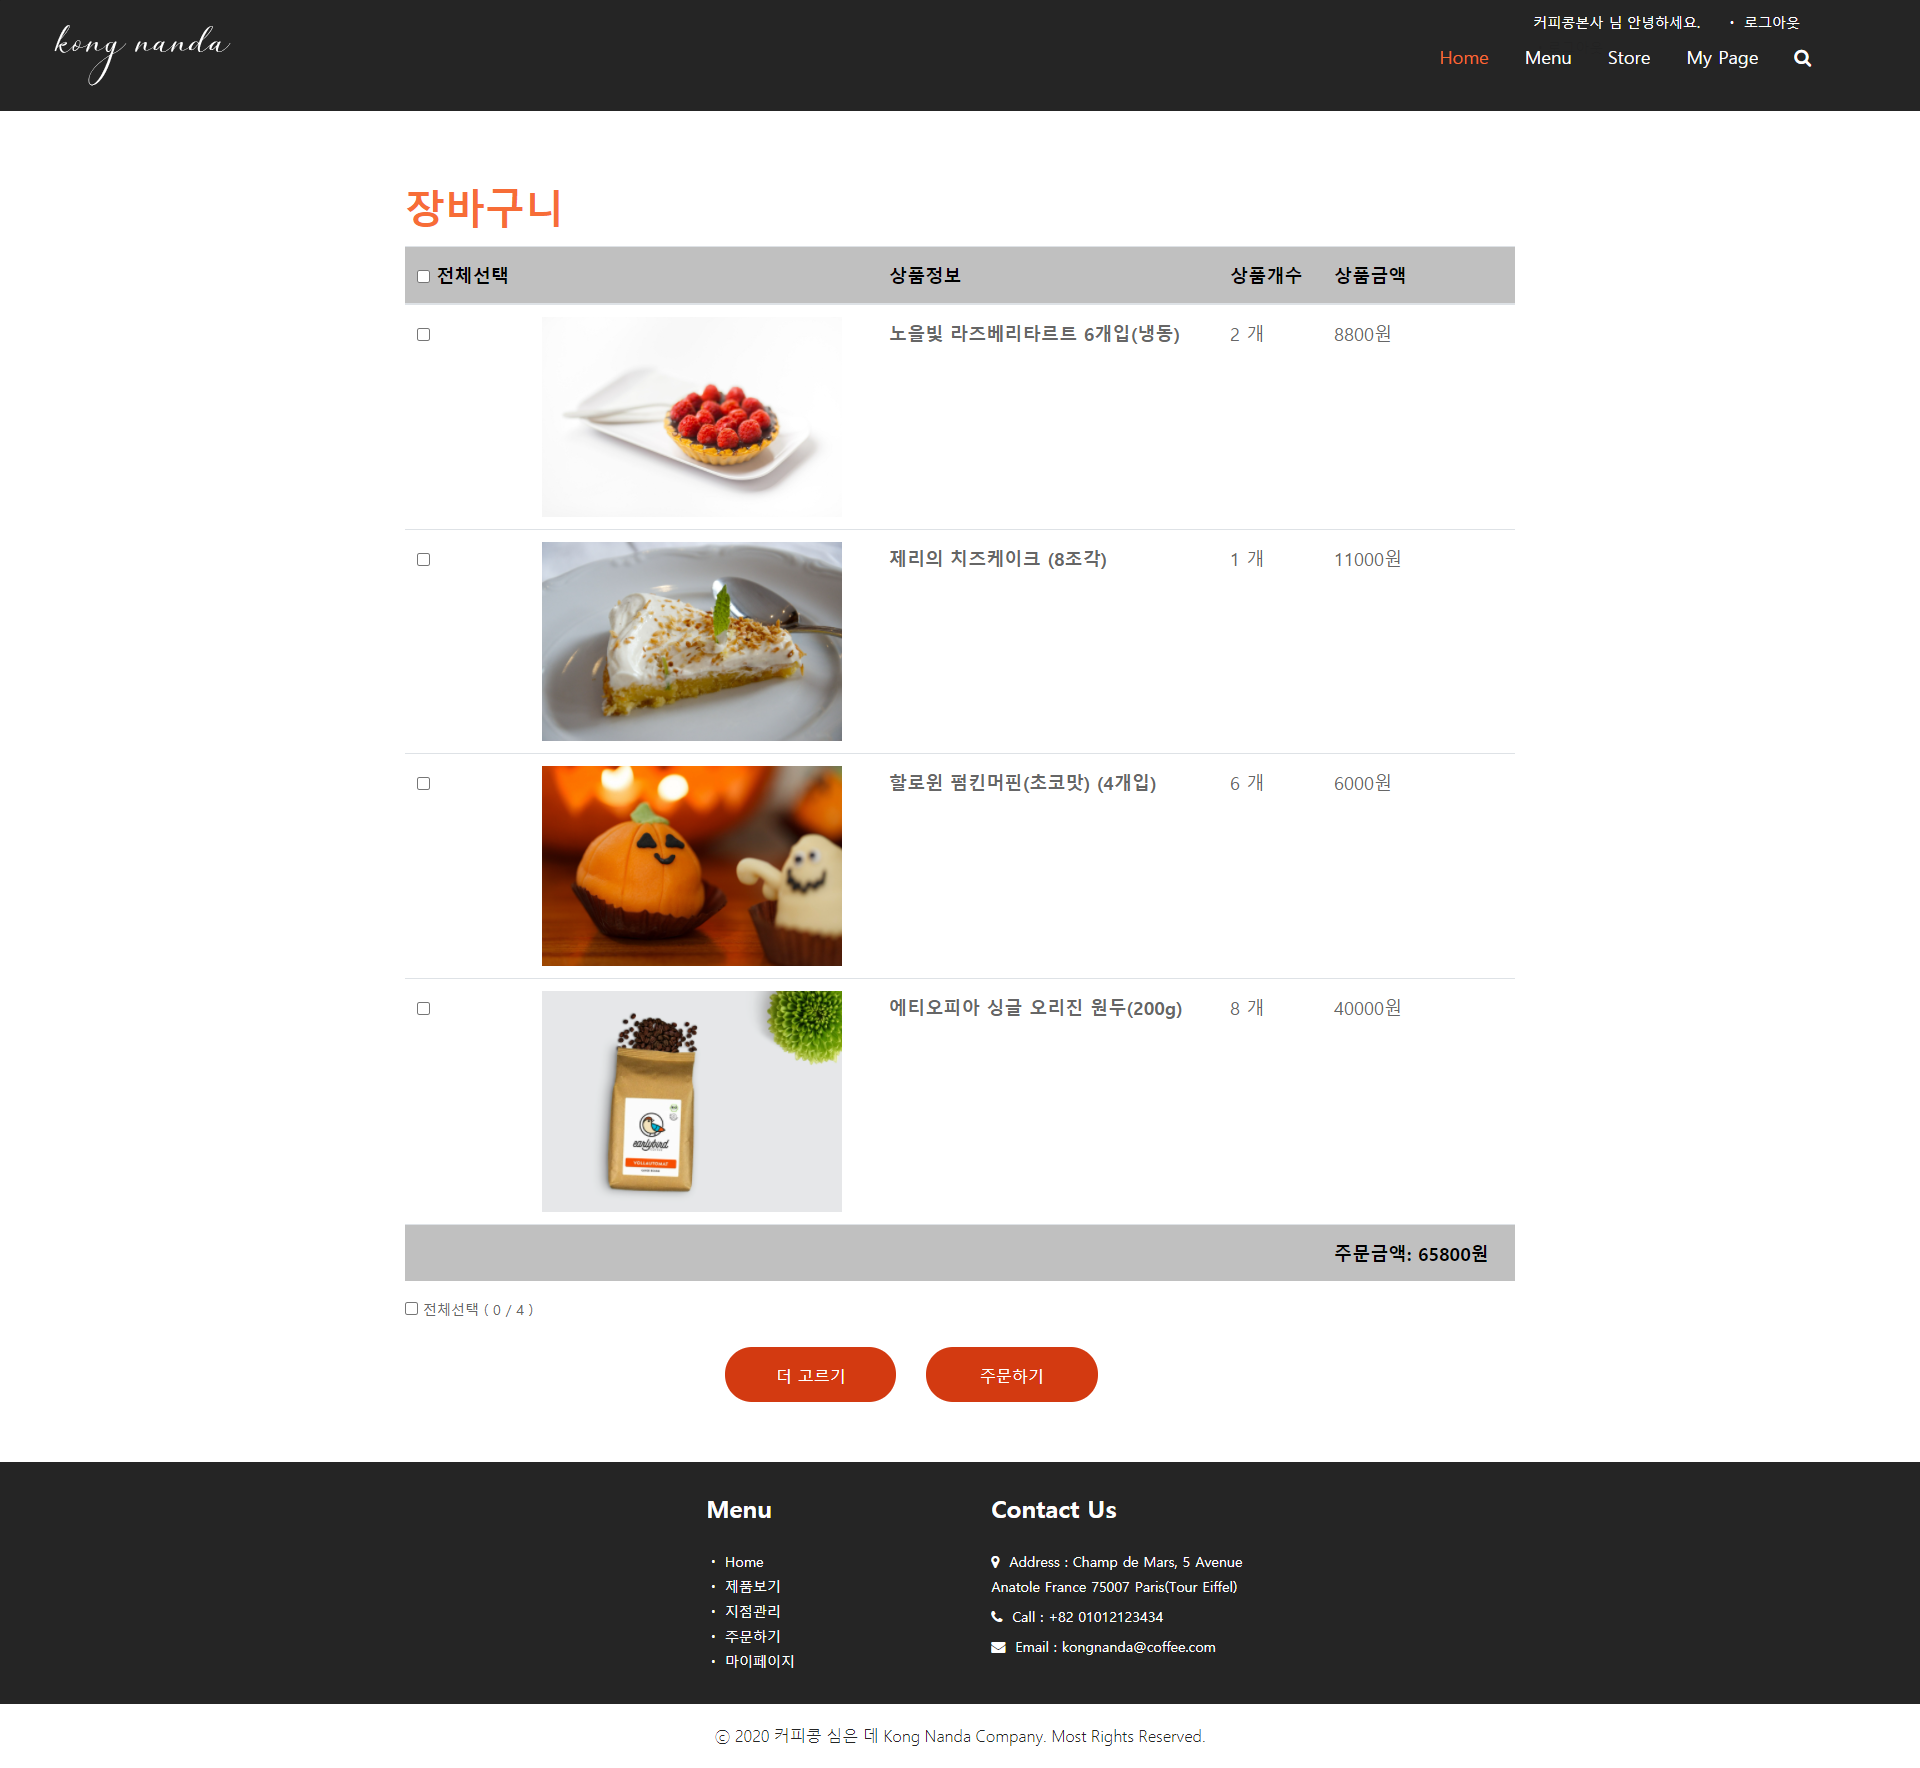 kong nanda
커피콩본사 님 안녕하세요. • 로그아웃
Home Menu Store My Page
장바구니
전체선택 상품정보 상품개수 상품금액
노을빛 라즈베리타르트 6개입(냉동) 2 개 8800원
제리의 치즈케이크 (8조각) 1 개 11000원
할로윈 펌킨머핀(초코맛) (4개입) 6 개 6000원
에티오피아 싱글 오리진 원두(200g) 8 개 40000원
earlybird
VOLLAUTOMAT
주문금액: 65800원
전체선택 ( 0 / 4 )
더 고르기 주문하기
Menu
• Home
• 제품보기
• 지점관리
• 주문하기
• 마이페이지
Contact Us
Address : Champ de Mars, 5 Avenue
Anatole France 75007 Paris(Tour Eiffel)
Call : +82 01012123434
Email : kongnanda@coffee.com
ⓒ 2020 커피콩 심은 데 Kong Nanda Company. Most Rights Reserved.